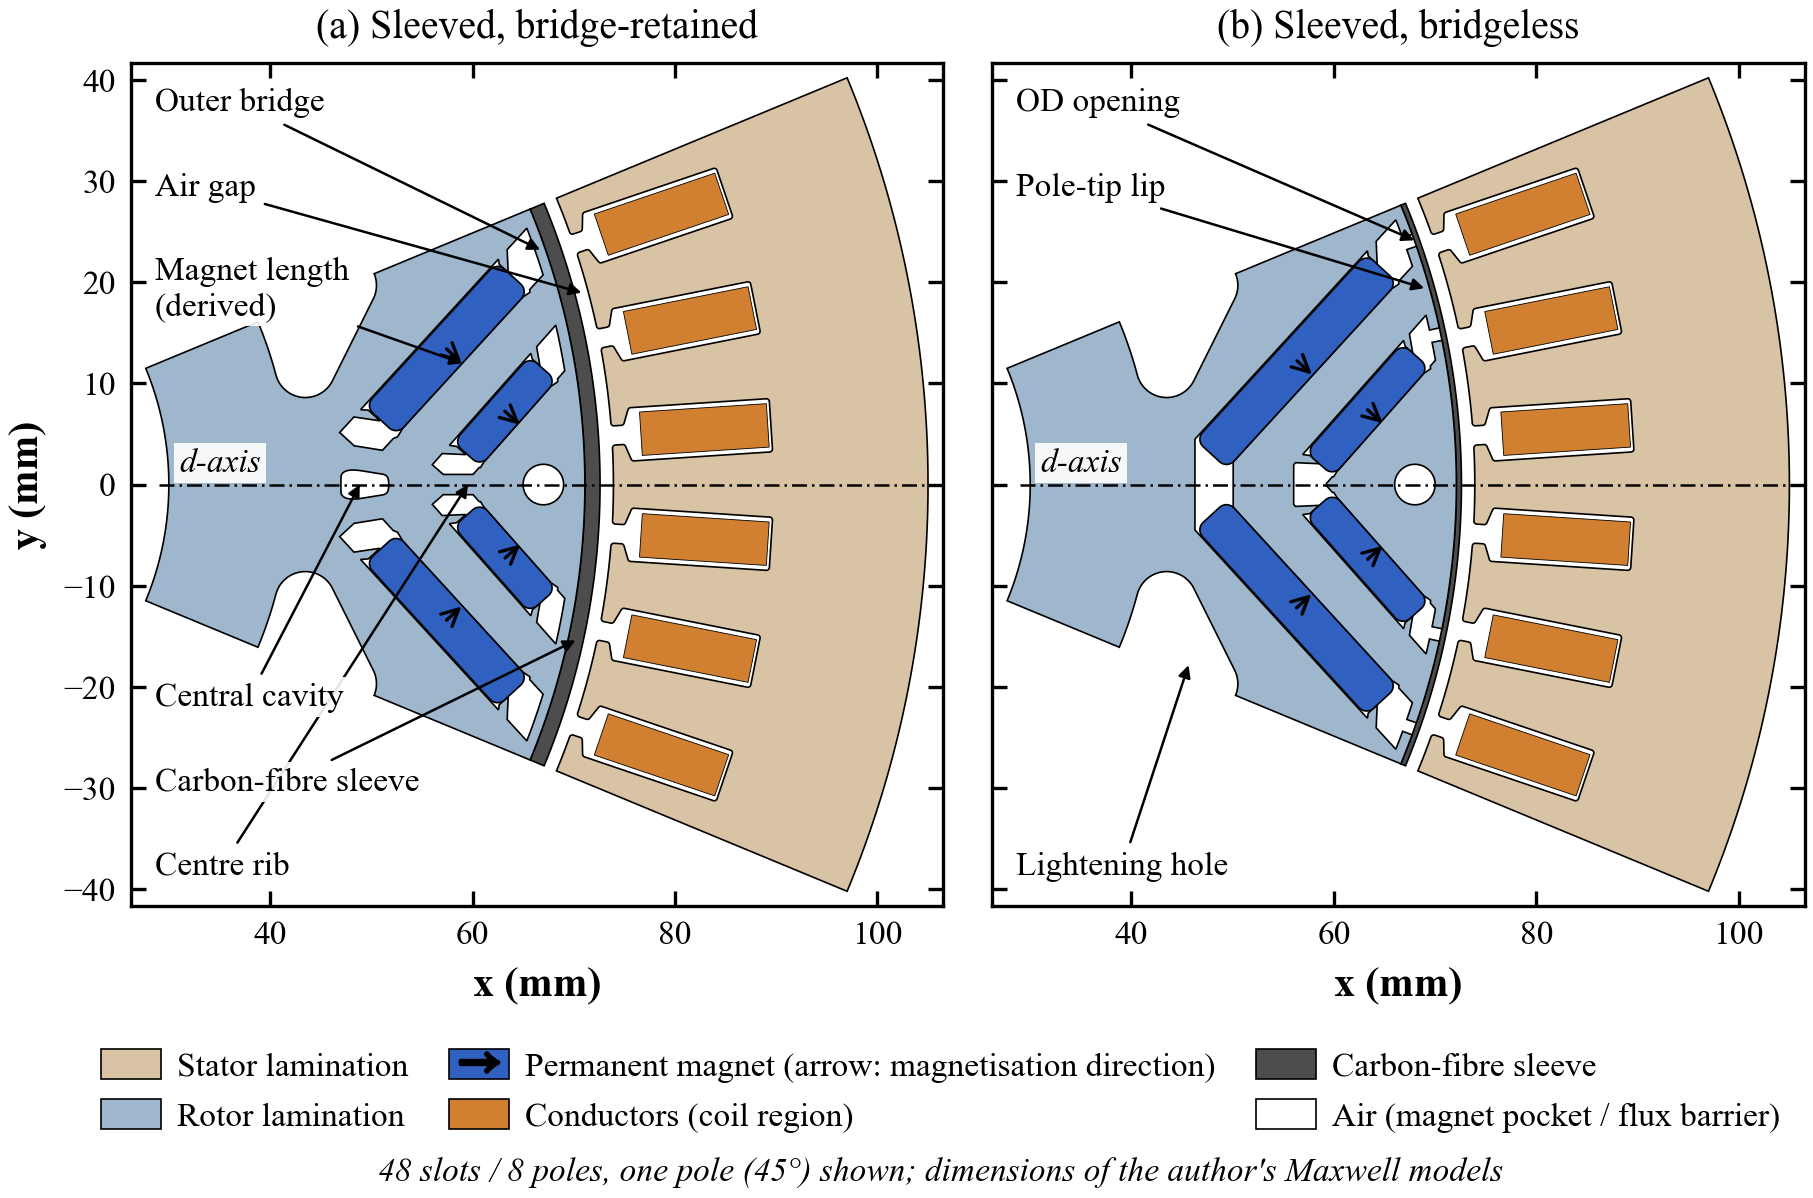 (a) Sleeved, bridge-retained
(b) Sleeved, bridgeless
y (mm)
40
30
20
10
0
−10
−20
−30
−40
Outer bridge
Air gap
Magnet length
(derived)
d-axis
Central cavity
Carbon-fibre sleeve
Centre rib
OD opening
Pole-tip lip
d-axis
Lightening hole
40
60
80
100
40
60
80
100
x (mm)
x (mm)
Stator lamination
Permanent magnet (arrow: magnetisation direction)
Carbon-fibre sleeve
Rotor lamination
Conductors (coil region)
Air (magnet pocket / flux barrier)
48 slots / 8 poles, one pole (45°) shown; dimensions of the author's Maxwell models